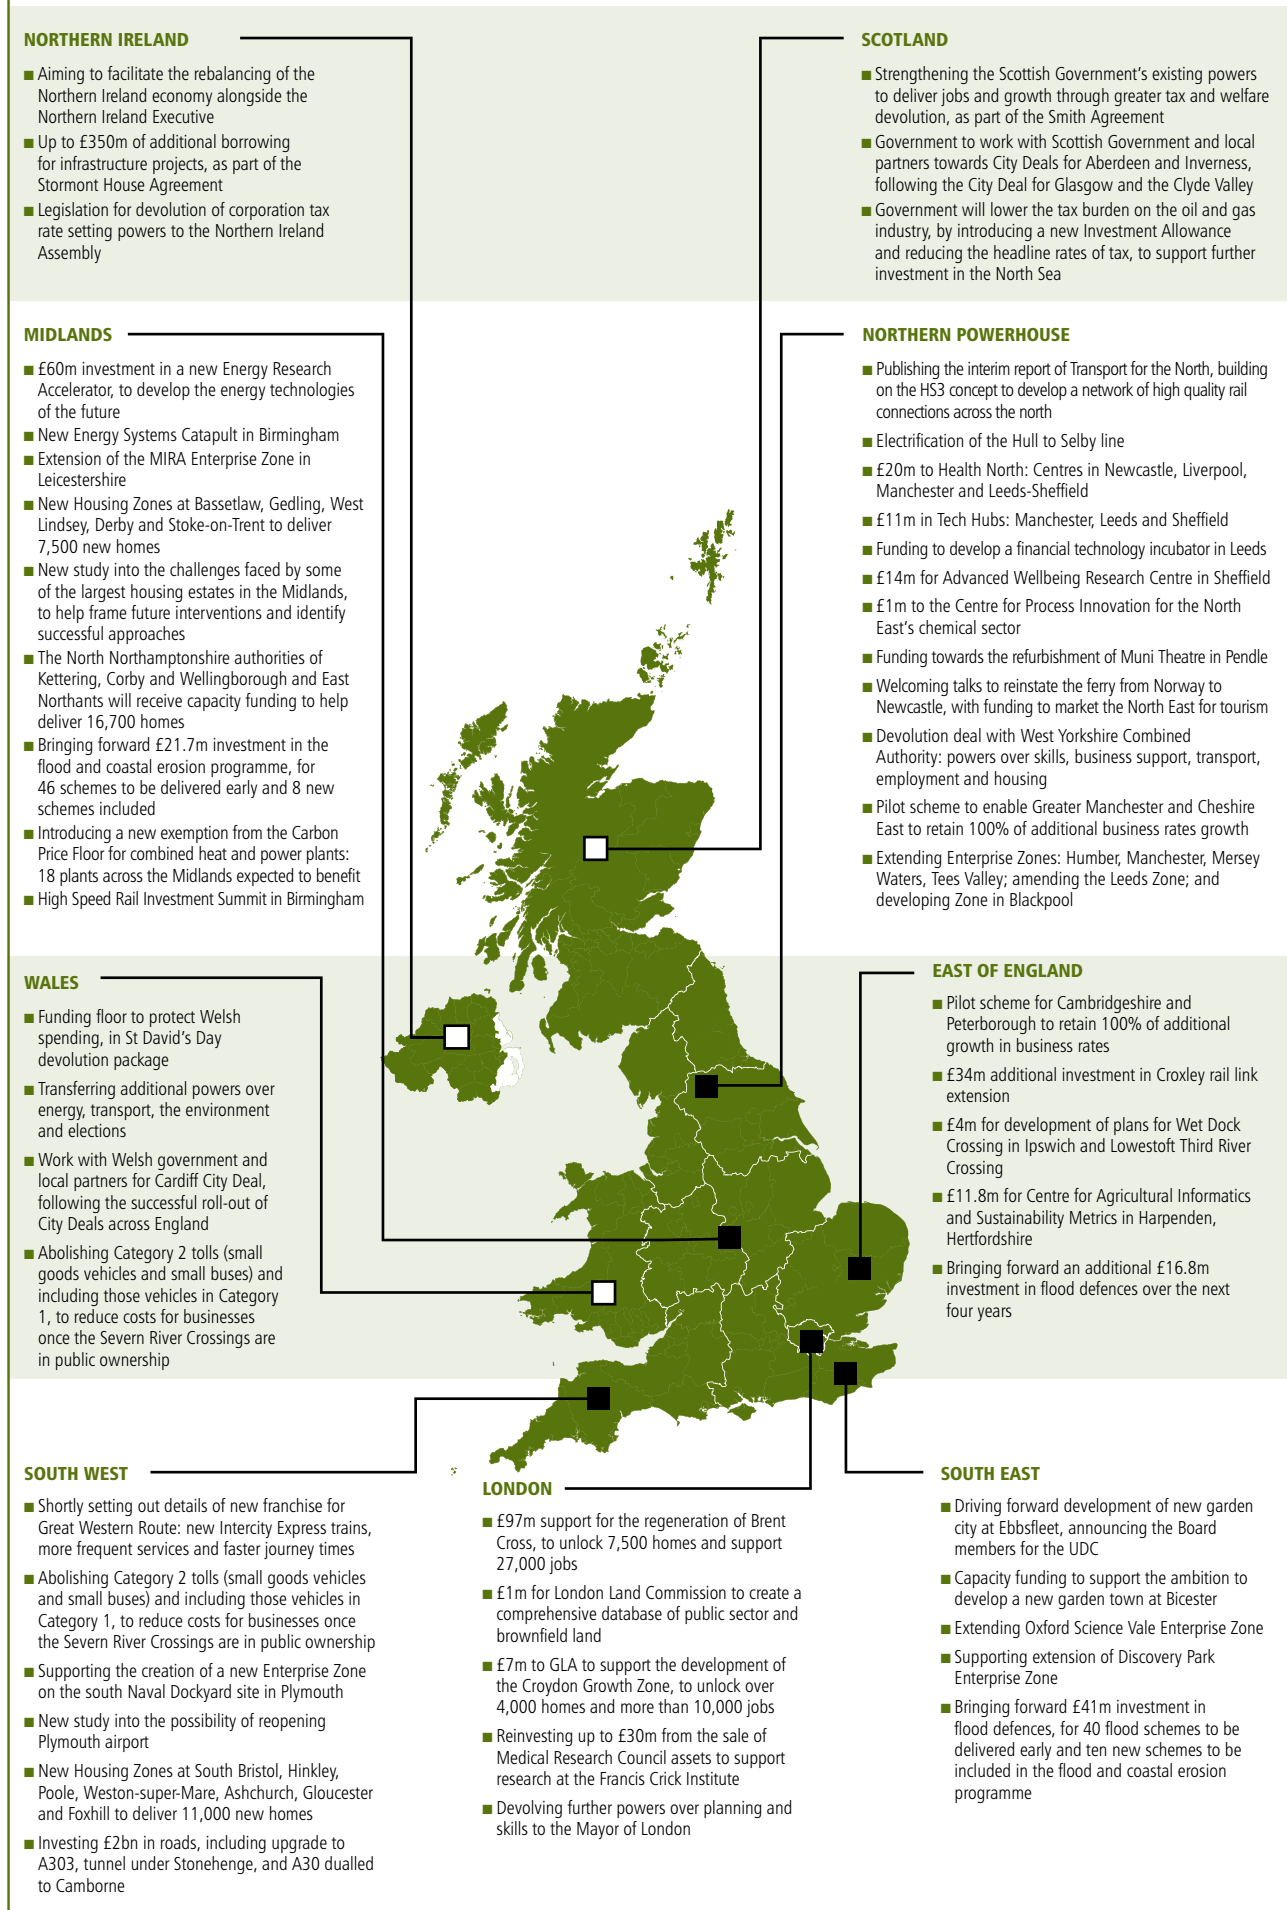 NORTHERN IRELAND
■ Aiming to facilitate the rebalancing of the
Northern Ireland economy alongside the
Northern Ireland Executive
■ Up to £350m of additional borrowing
for infrastructure projects, as part of the
Stormont House Agreement
■ Legislation for devolution of corporation tax
rate setting powers to the Northern Ireland
Assembly
SCOTLAND
■ Strengthening the Scottish Government’s existing powers
to deliver jobs and growth through greater tax and welfare
devolution, as part of the Smith Agreement
■ Government to work with Scottish Government and local
partners towards City Deals for Aberdeen and Inverness,
following the City Deal for Glasgow and the Clyde Valley
■ Government will lower the tax burden on the oil and gas
industry, by introducing a new Investment Allowance
and reducing the headline rates of tax, to support further
investment in the North Sea
MIDLANDS
■ £60m investment in a new Energy Research
Accelerator, to develop the energy technologies
of the future
■ New Energy Systems Catapult in Birmingham
■ Extension of the MIRA Enterprise Zone in
Leicestershire
■ New Housing Zones at Bassetlaw, Gedling, West
Lindsey, Derby and Stoke-on-Trent to deliver
7,500 new homes
■ New study into the challenges faced by some
of the largest housing estates in the Midlands,
to help frame future interventions and identify
successful approaches
■ The North Northamptonshire authorities of
Kettering, Corby and Wellingborough and East
Northants will receive capacity funding to help
deliver 16,700 homes
■ Bringing forward £21.7m investment in the
flood and coastal erosion programme, for
46 schemes to be delivered early and 8 new
schemes included
■ Introducing a new exemption from the Carbon
Price Floor for combined heat and power plants:
18 plants across the Midlands expected to benefit
■ High Speed Rail Investment Summit in Birmingham
NORTHERN POWERHOUSE
■ Publishing the interim report of Transport for the North, building
on the HS3 concept to develop a network of high quality rail
connections across the north
■ Electrification of the Hull to Selby line
■ £20m to Health North: Centres in Newcastle, Liverpool,
Manchester and Leeds-Sheffield
■ £11m in Tech Hubs: Manchester, Leeds and Sheffield
■ Funding to develop a financial technology incubator in Leeds
■ £14m for Advanced Wellbeing Research Centre in Sheffield
■ £1m to the Centre for Process Innovation for the North
East’s chemical sector
■ Funding towards the refurbishment of Muni Theatre in Pendle
■ Welcoming talks to reinstate the ferry from Norway to
Newcastle, with funding to market the North East for tourism
■ Devolution deal with West Yorkshire Combined
Authority: powers over skills, business support, transport,
employment and housing
■ Pilot scheme to enable Greater Manchester and Cheshire
East to retain 100% of additional business rates growth
■ Extending Enterprise Zones: Humber, Manchester, Mersey
Waters, Tees Valley; amending the Leeds Zone; and
developing Zone in Blackpool
WALES
■ Funding floor to protect Welsh
spending, in St David’s Day
devolution package
■ Transferring additional powers over
energy, transport, the environment
and elections
■ Work with Welsh government and
local partners for Cardiff City Deal,
following the successful roll-out of
City Deals across England
■ Abolishing Category 2 tolls (small
goods vehicles and small buses) and
including those vehicles in Category
1, to reduce costs for businesses
once the Severn River Crossings are
in public ownership
EAST OF ENGLAND
■ Pilot scheme for Cambridgeshire and
Peterborough to retain 100% of additional
growth in business rates
■ £34m additional investment in Croxley rail link
extension
■ £4m for development of plans for Wet Dock
Crossing in Ipswich and Lowestoft Third River
Crossing
■ £11.8m for Centre for Agricultural Informatics
and Sustainability Metrics in Harpenden,
Hertfordshire
■ Bringing forward an additional £16.8m
investment in flood defences over the next
four years
SOUTH WEST
■ Shortly setting out details of new franchise for
Great Western Route: new Intercity Express trains,
more frequent services and faster journey times
■ Abolishing Category 2 tolls (small goods vehicles
and small buses) and including those vehicles in
Category 1, to reduce costs for businesses once
the Severn River Crossings are in public ownership
■ Supporting the creation of a new Enterprise Zone
on the south Naval Dockyard site in Plymouth
■ New study into the possibility of reopening
Plymouth airport
■ New Housing Zones at South Bristol, Hinkley,
Poole, Weston-super-Mare, Ashchurch, Gloucester
and Foxhill to deliver 11,000 new homes
■ Investing £2bn in roads, including upgrade to
A303, tunnel under Stonehenge, and A30 dualled
to Camborne
LONDON
■ £97m support for the regeneration of Brent
Cross, to unlock 7,500 homes and support
27,000 jobs
■ £1m for London Land Commission to create a
comprehensive database of public sector and
brownfield land
■ £7m to GLA to support the development of
the Croydon Growth Zone, to unlock over
4,000 homes and more than 10,000 jobs
■ Reinvesting up to £30m from the sale of
Medical Research Council assets to support
research at the Francis Crick Institute
■ Devolving further powers over planning and
skills to the Mayor of London
SOUTH EAST
■ Driving forward development of new garden
city at Ebbsfleet, announcing the Board
members for the UDC
■ Capacity funding to support the ambition to
develop a new garden town at Bicester
■ Extending Oxford Science Vale Enterprise Zone
■ Supporting extension of Discovery Park
Enterprise Zone
■ Bringing forward £41m investment in
flood defences, for 40 flood schemes to be
delivered early and ten new schemes to be
included in the flood and coastal erosion
programme